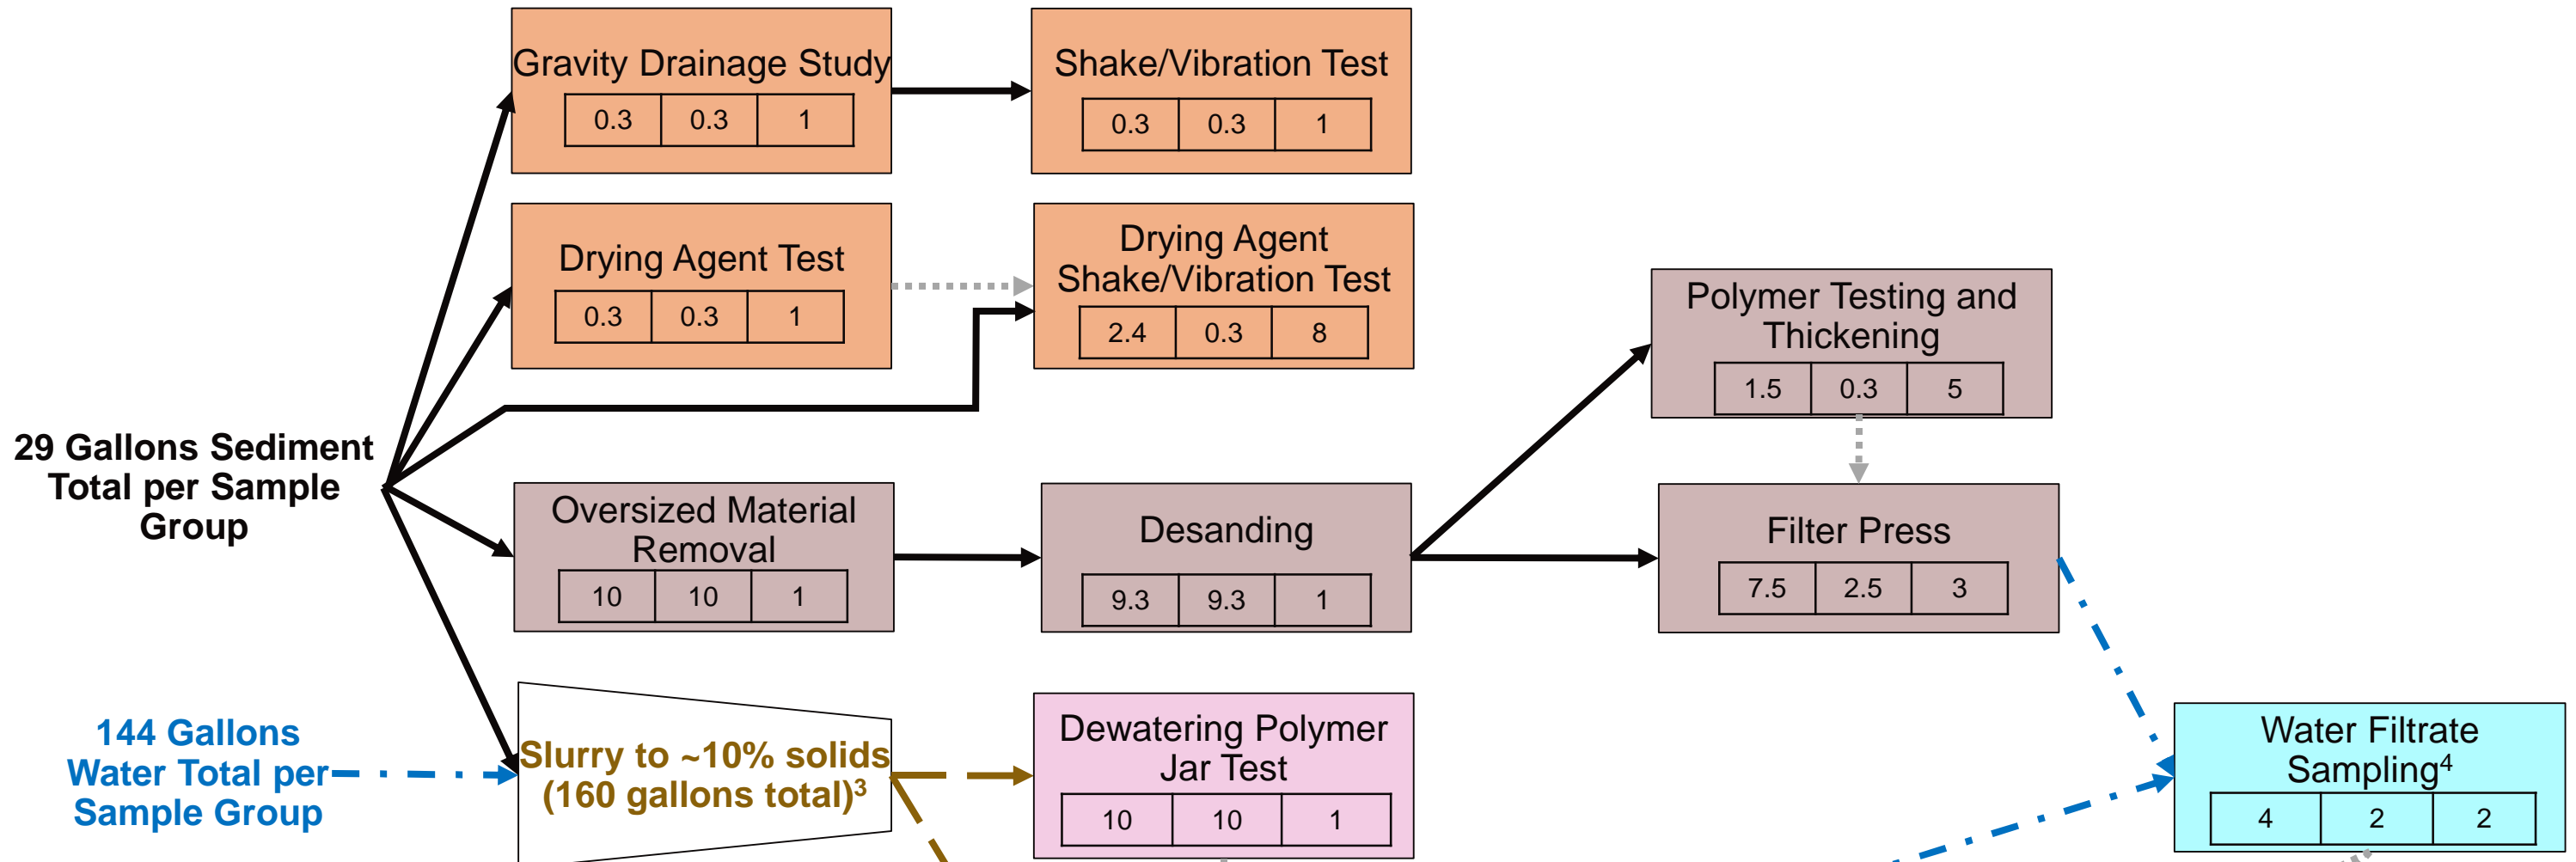 Gravity Drainage Study
0.3 0.3 1
Shake/Vibration Test
0.3 0.3 1
Drying Agent Test
0.3 0.3 1
Drying Agent
Shake/Vibration Test
2.4 0.3 8
Polymer Testing and
Thickening
1.5 0.3 5
29 Gallons Sediment
Total per Sample
Group
Oversized Material
Removal
10 10 1
Desanding
9.3 9.3 1
Filter Press
7.5 2.5 3
144 Gallons
Water Total per
Sample Group
Slurry to ~10% solids
(160 gallons total)³
Dewatering Polymer
Jar Test
10 10 1
Water Filtrate
Sampling⁴
4 2 2